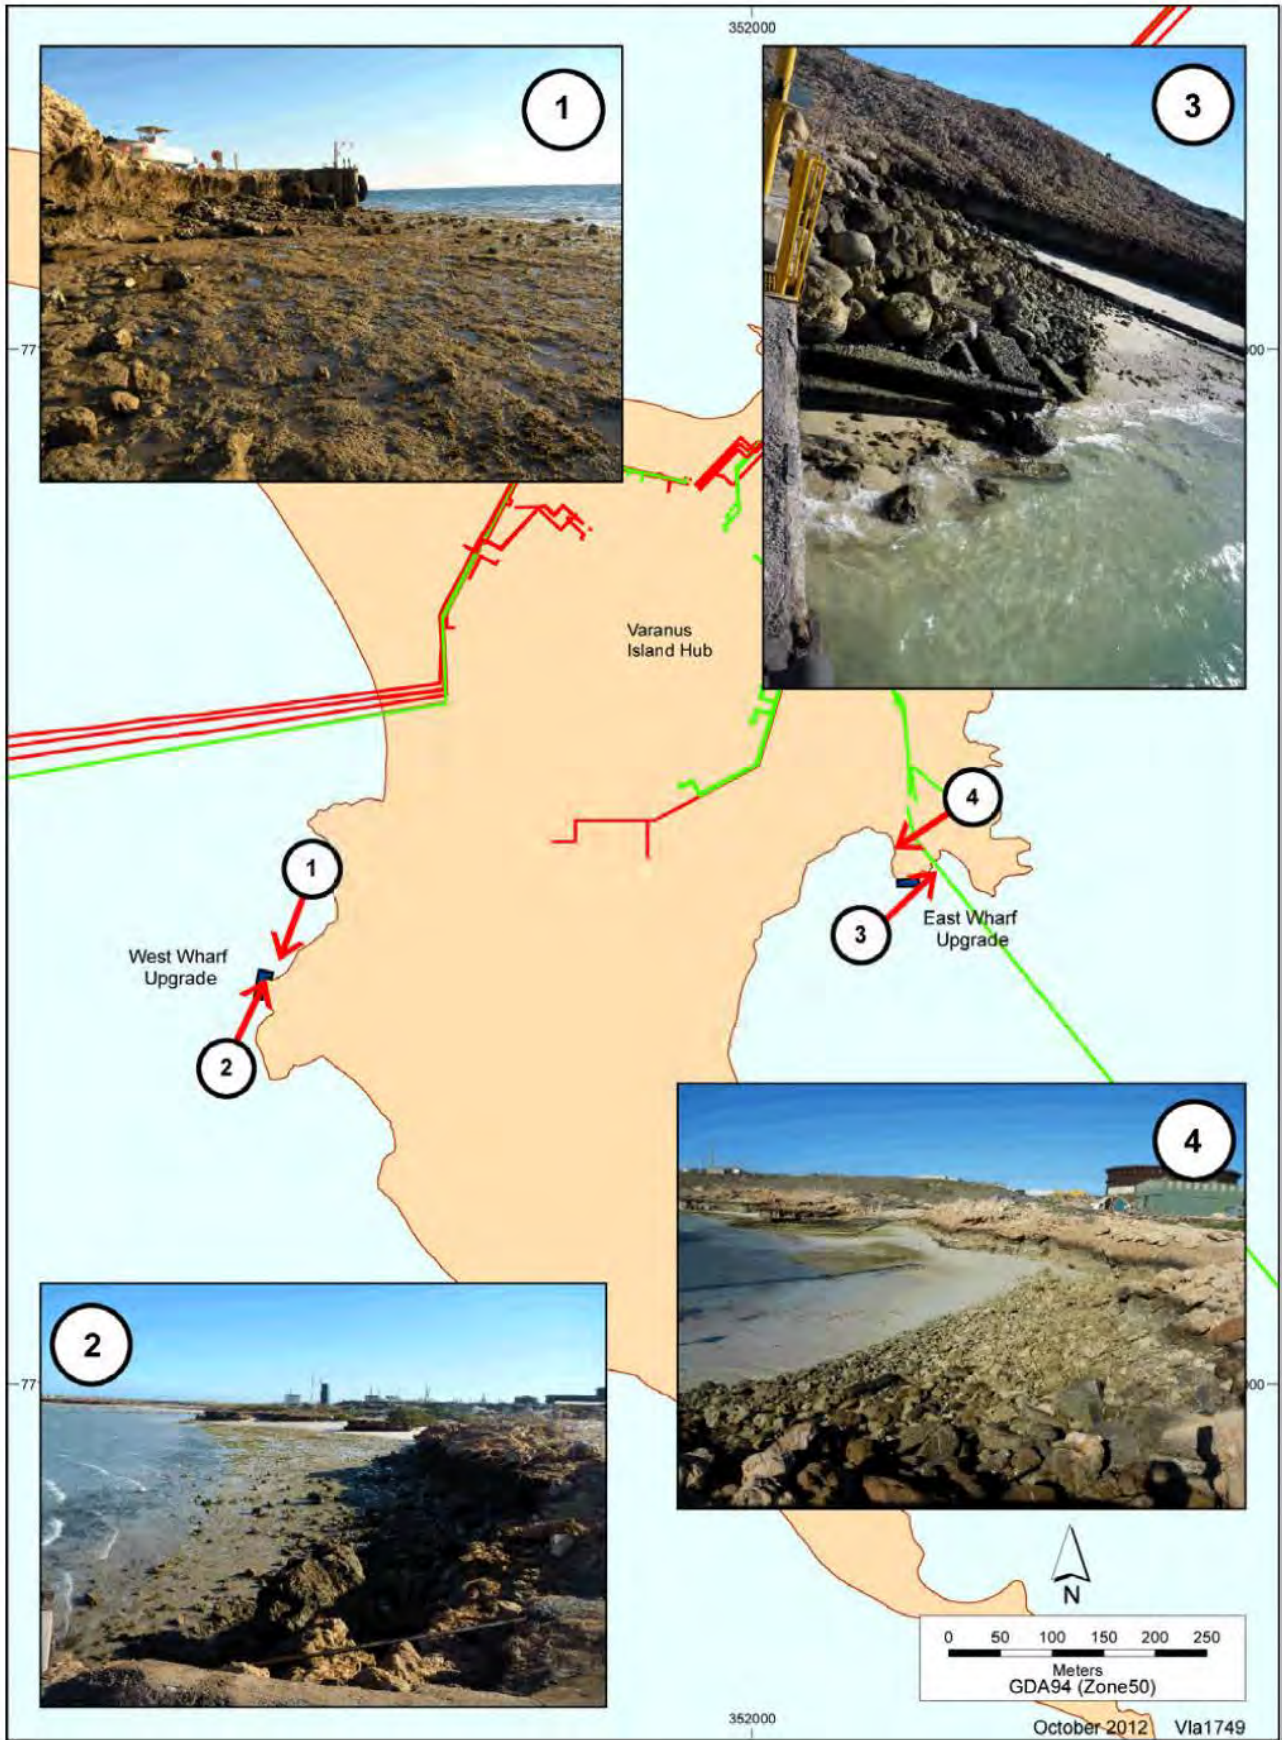 352000
1
3
77
00
Varanus
Island Hub
4
1
3
East Wharf
Upgrade
West Wharf
Upgrade
2
4
2
77
00
N
0 50 100 150 200 250
Meters
GDA94 (Zone50)
352000
October 2012 VIa1749